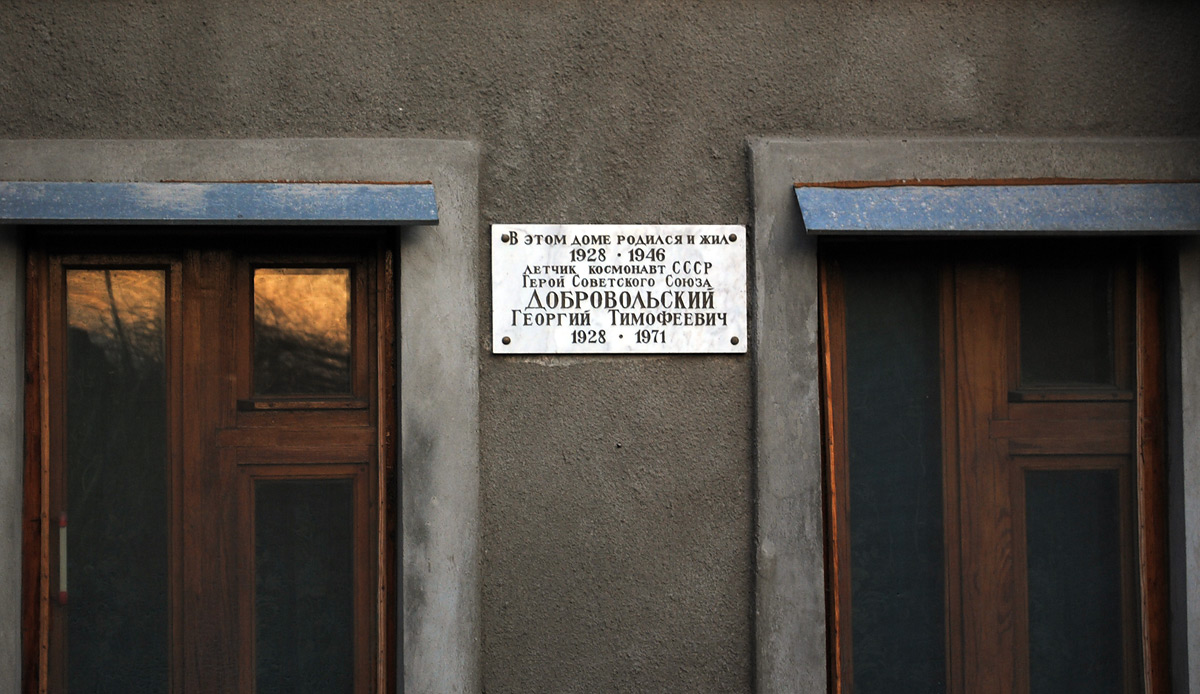 В ЭТОМ ДОМЕ РОДИЛСЯ И ЖИЛ
1928 · 1946
ЛЕТЧИК КОСМОНАВТ СССР
ГЕРОЙ СОВЕТСКОГО СОЮЗА
ДОБРОВОЛЬСКИЙ
ГЕОРГИЙ ТИМОФЕЕВИЧ
1928 · 1971